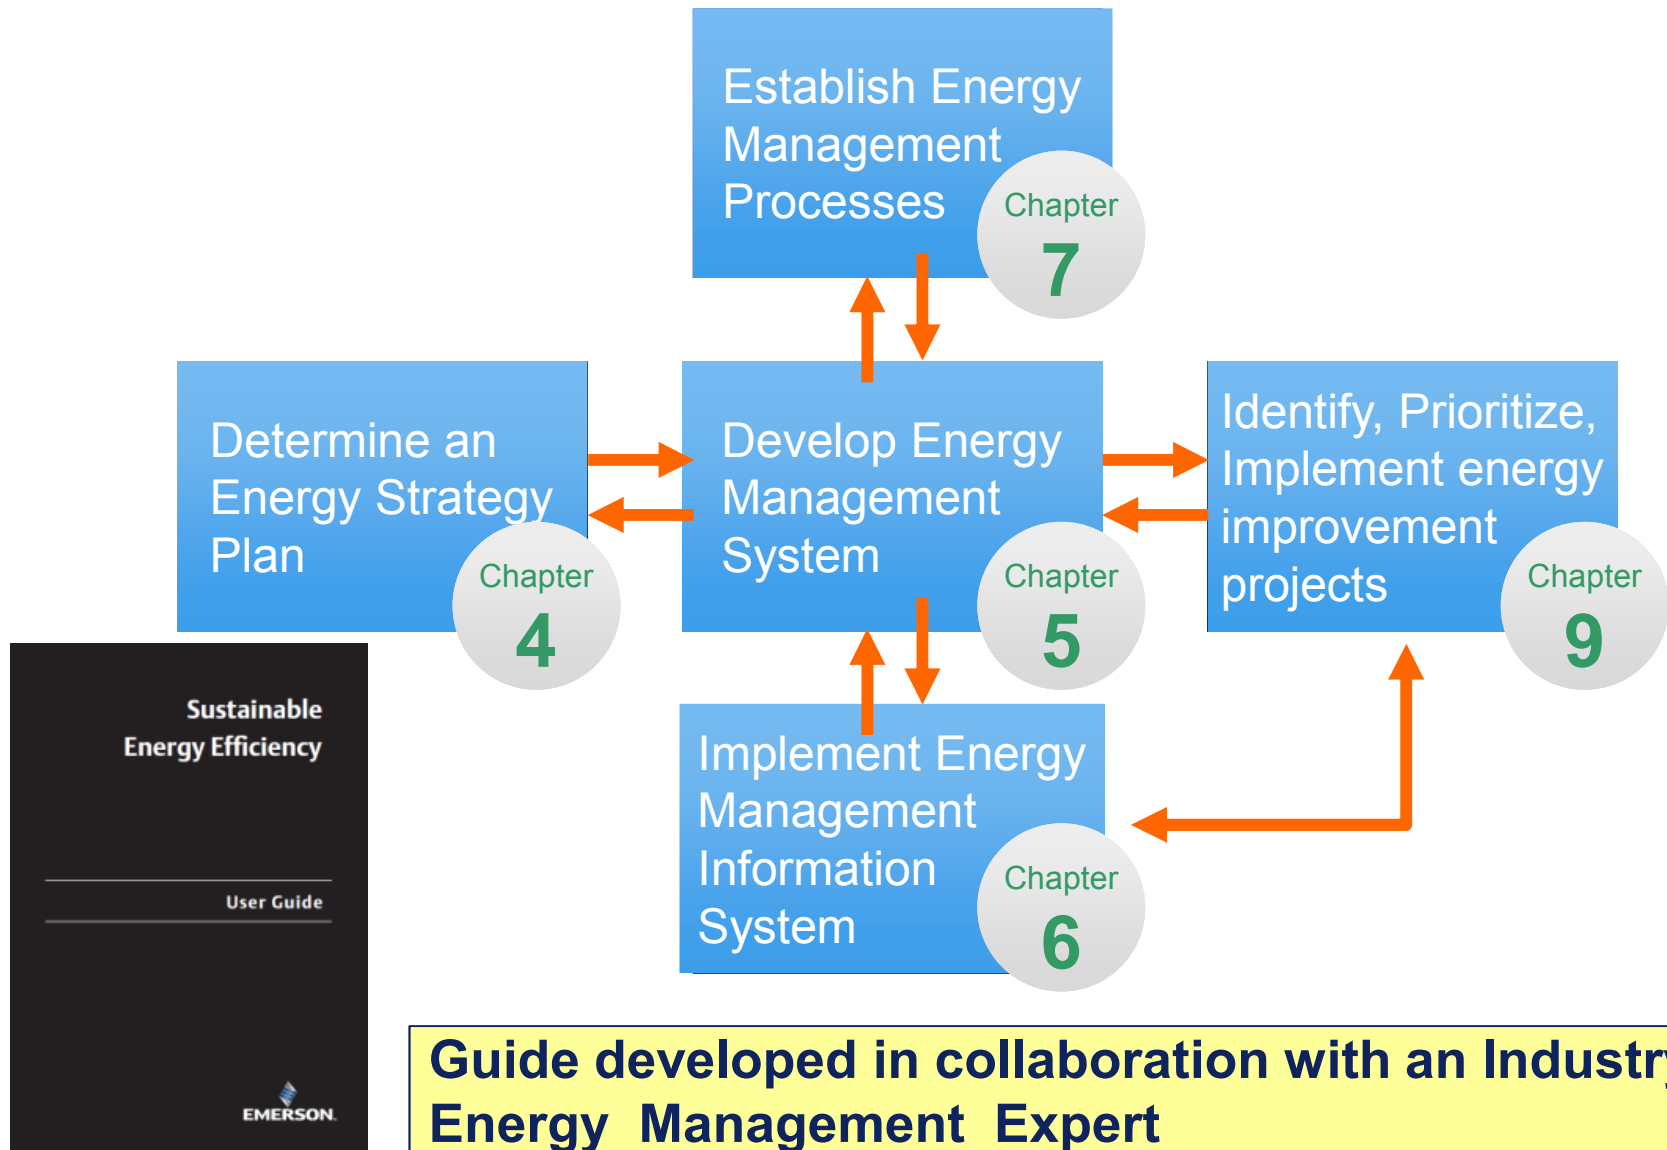 Establish Energy
Management
Processes
Chapter
7
Determine an
Energy Strategy
Plan
Chapter
4
Develop Energy
Management
System
Chapter
5
Identify, Prioritize,
Implement energy
improvement
projects
Chapter
9
Implement Energy
Management
Information
System
Chapter
6
Sustainable
Energy Efficiency
User Guide
EMERSON.
Guide developed in collaboration with an Industry
Energy Management Expert